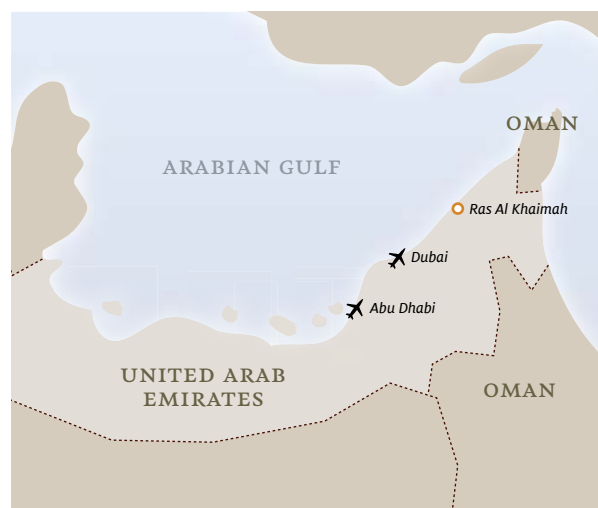 OMAN
ARABIAN GULF
Ras Al Khaimah
Dubai
Abu Dhabi
UNITED ARAB
EMIRATES
OMAN